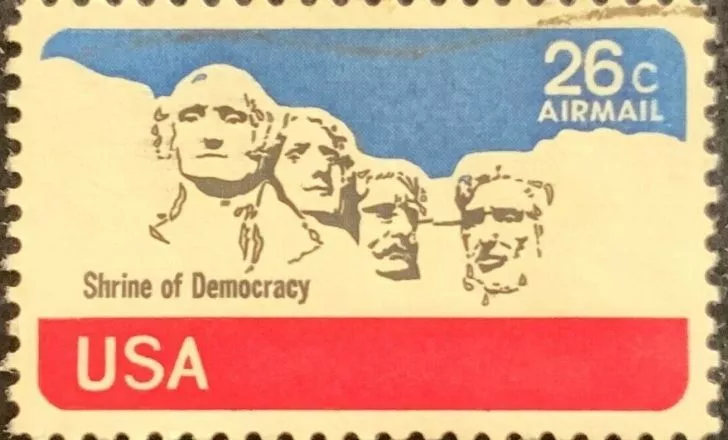 26c
AIRMAIL
Shrine of Democracy
USA